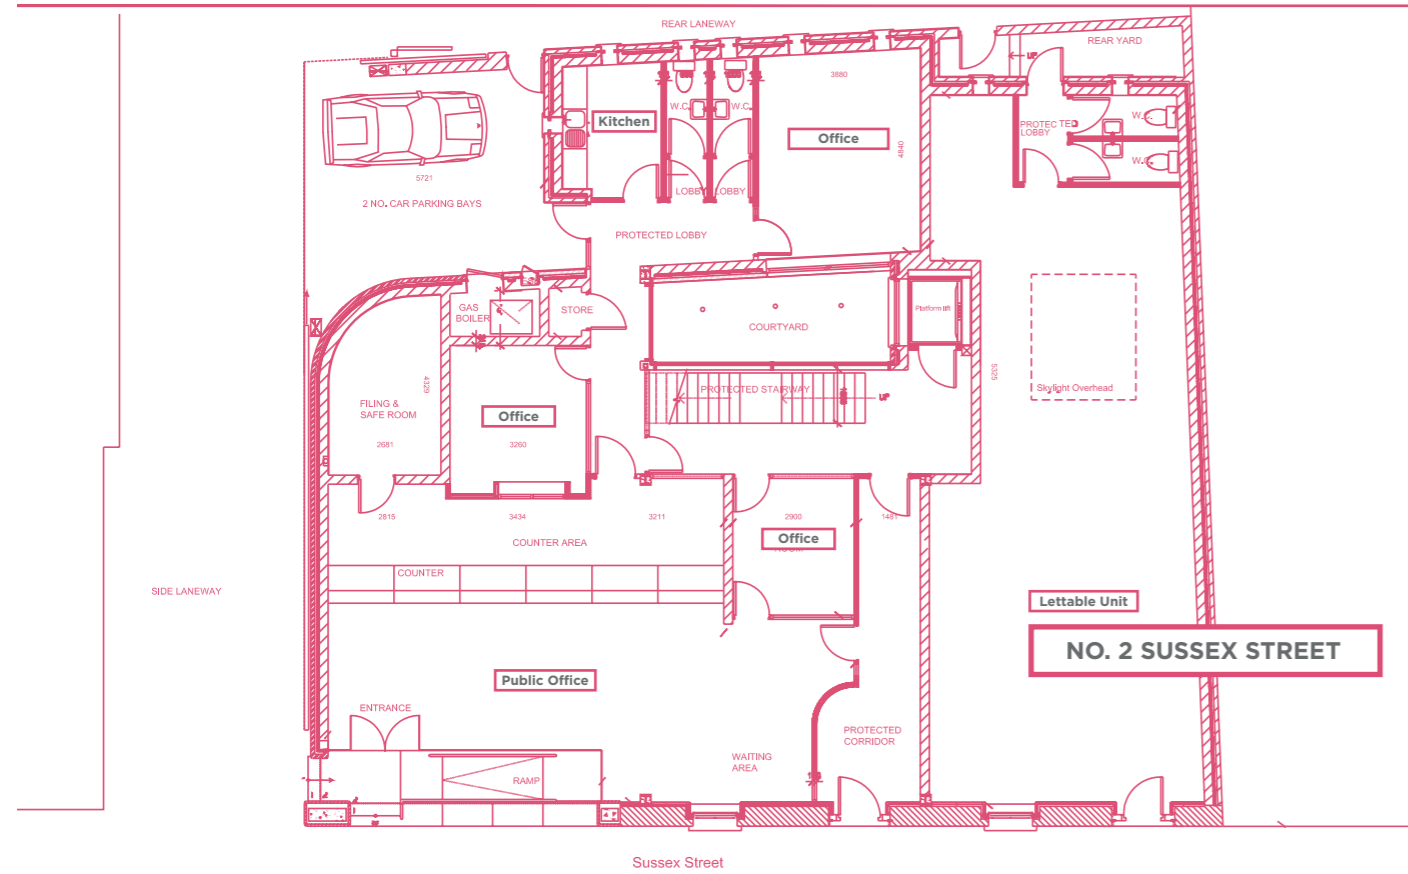 REAR LANEWAY
REAR YARD
UP
3880
Kitchen
W.C.
W.C.
Office
4840
PROTECTED
LOBBY
W.C.
W.C.
5721
LOBBY
LOBBY
2 NO. CAR PARKING BAYS
PROTECTED LOBBY
GAS
BOILER
STORE
Platform lift
COURTYARD
4329
5325
Skylight Overhead
PROTECTED STAIRWAY
UP
FILING &
SAFE ROOM
Office
2681
3260
2815
3434
3211
2900
1481
COUNTER AREA
Office
COUNTER
SIDE LANEWAY
Lettable Unit
NO. 2 SUSSEX STREET
Public Office
ENTRANCE
PROTECTED
CORRIDOR
WAITING
AREA
RAMP
Sussex Street